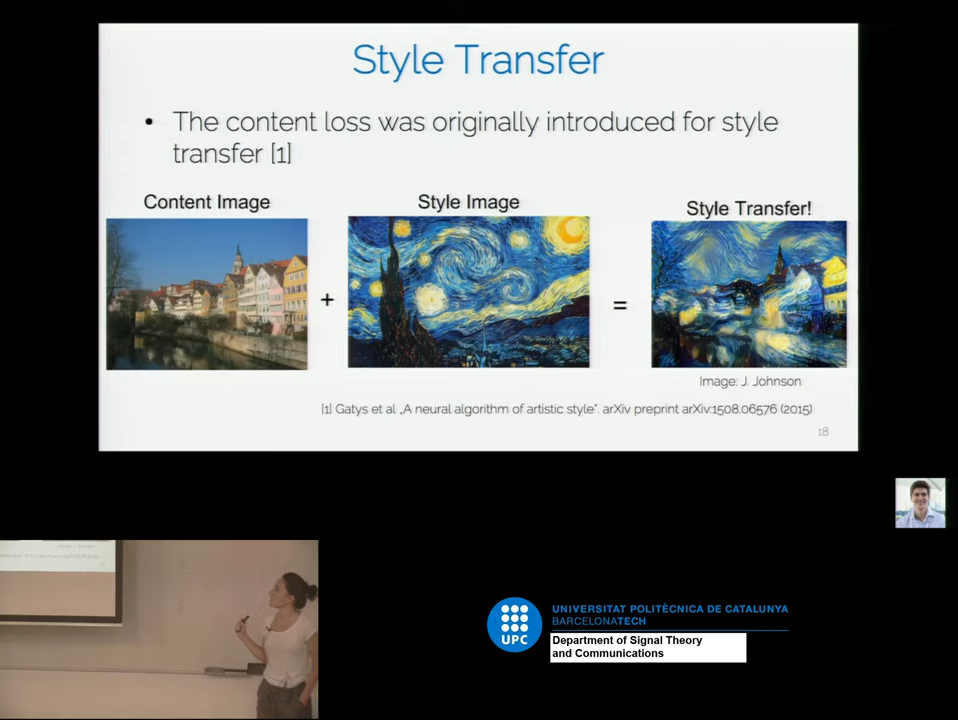 Style Transfer
• The content loss was originally introduced for style
transfer [1]
Content Image
Style Image
Style Transfer!
+
=
Image: J. Johnson
[1] Gatys et al „A neural algorithm of artistic style“. arXiv preprint arXiv:1508.06576 (2015)
18
UPC
UNIVERSITAT POLITÈCNICA DE CATALUNYA
BARCELONATECH
Department of Signal Theory
and Communications